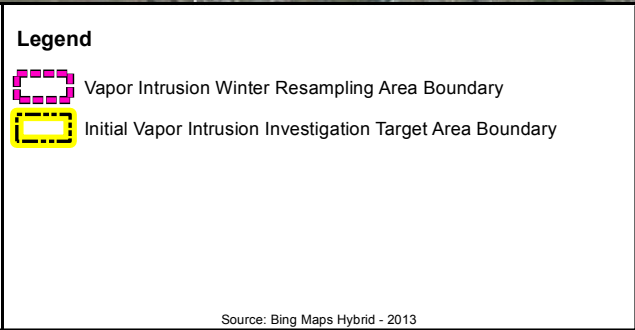 Legend
Vapor Intrusion Winter Resampling Area Boundary
Initial Vapor Intrusion Investigation Target Area Boundary
Source: Bing Maps Hybrid - 2013